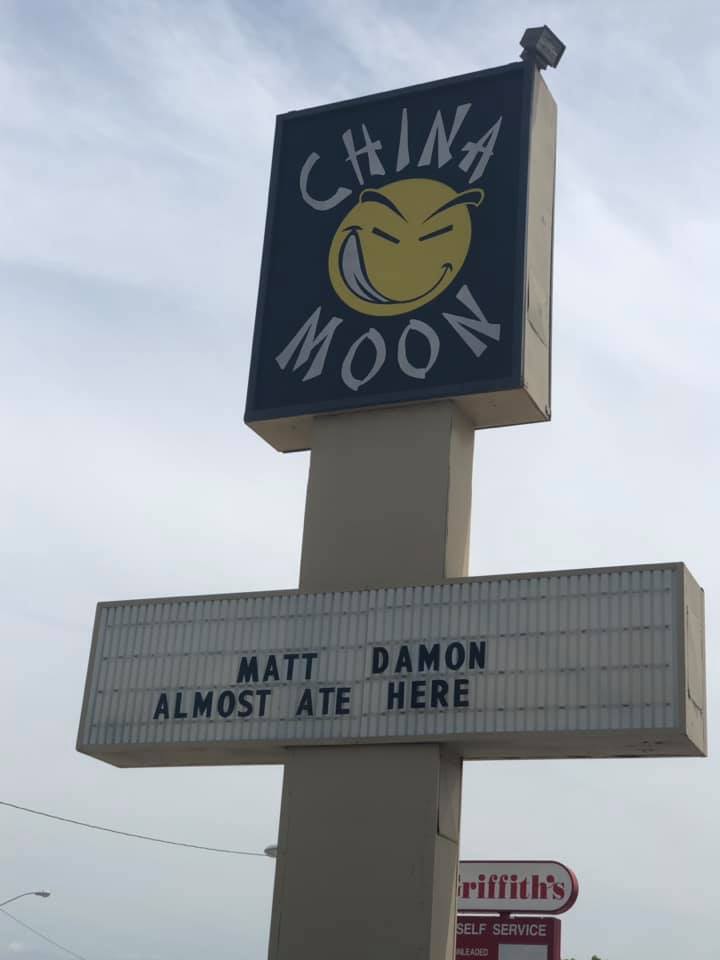 CHINA
MOON
MATT DAMON
ALMOST ATE HERE
riffith's
SELF SERVICE